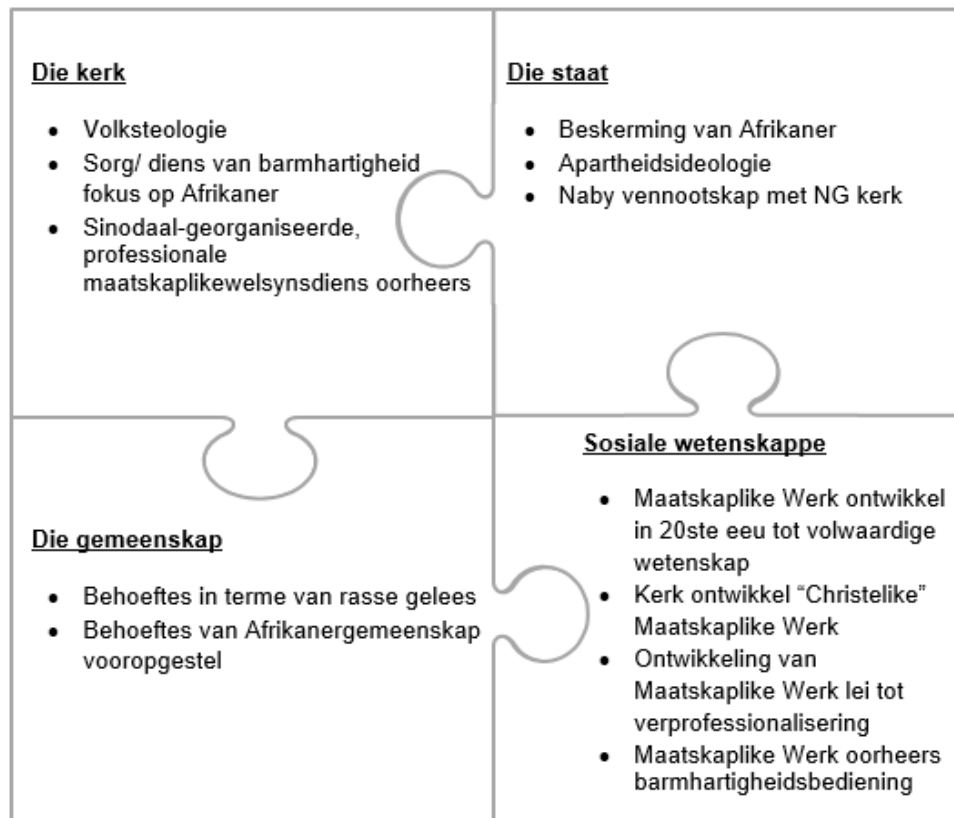 Die kerk
• Volksteologie
• Sorg/ diens van barmhartigheid
fokus op Afrikaner
• Sinodaal-georganiseerde,
professionale
maatskaplikewelsynsdiens oorheers
Die staat
• Beskerming van Afrikaner
• Apartheidsideologie
• Naby vennootskap met NG kerk
Die gemeenskap
• Behoeftes in terme van rasse gelees
• Behoeftes van Afrikanergemeenskap
vooropgestel
Sosiale wetenskappe
• Maatskaplike Werk ontwikkel
in 20ste eeu tot volwaardige
wetenskap
• Kerk ontwikkel “Christelike”
Maatskaplike Werk
• Ontwikkeling van
Maatskaplike Werk lei tot
verprofessionalisering
• Maatskaplike Werk oorheers
barmhartigheidsbediening